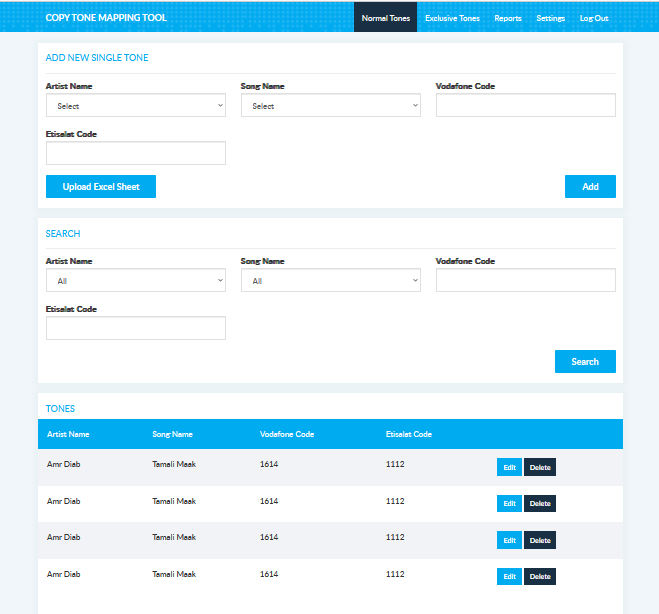 COPY TONE MAPPING TOOL Normal Tones Exclusive Tones Reports Settings Log Out
ADD NEW SINGLE TONE
Artist Name Song Name Vodafone Code
Select Select
Etisalat Code
Upload Excel Sheet Add
SEARCH
Artist Name Song Name Vodafone Code
All All
Etisalat Code
Search
TONES
Artist Name Song Name Vodafone Code Etisalat Code
Amr Diab Tamali Maak 1614 1112 Edit Delete
Amr Diab Tamali Maak 1614 1112 Edit Delete
Amr Diab Tamali Maak 1614 1112 Edit Delete
Amr Diab Tamali Maak 1614 1112 Edit Delete